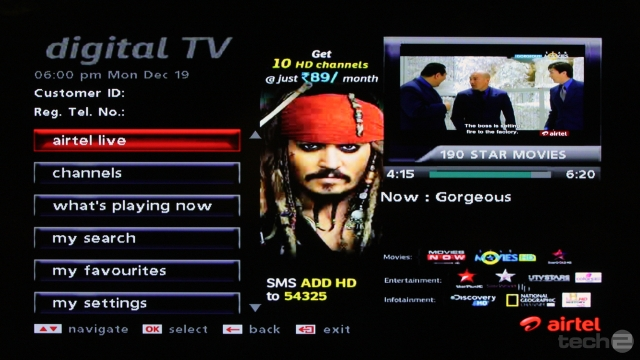 digital TV
06:00 pm Mon Dec 19
Customer ID:
Reg. Tel. No.:
airtel live
channels
what's playing now
my search
my favourites
my settings
navigate OK select back exit
Get
10 HD channels
@ just ₹89/ month
SMS ADD HD
to 54325
The boss is setting
fire to the factory.
airtel
190 STAR MOVIES
4:15 6:20
Now : Gorgeous
Movies: MOVIES NOW MOVIES
Entertainment: UTVSTARS
Infotainment: Discovery HD NATIONAL GEOGRAPHIC
airtel
tech2